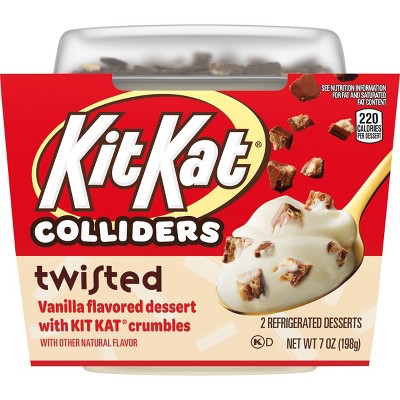 SEE NUTRITION INFORMATION
FOR FAT AND SATURATED
FAT CONTENT
220
CALORIES
PER DESSERT
KitKat®
COLLIDERS
twisted
Vanilla flavored dessert
with KIT KAT® crumbles
WITH OTHER NATURAL FLAVOR
2 REFRIGERATED DESSERTS
K D
NET WT 7 OZ (198g)